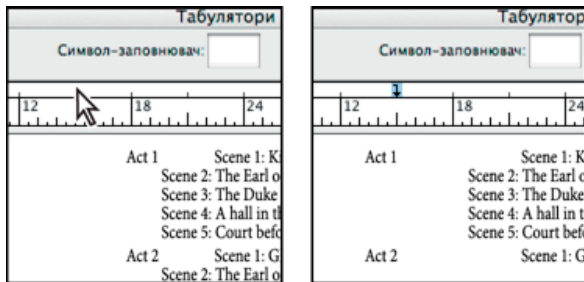 Табулятори
Символ-заповнювач:
12 18 24
Act 1 Scene 1: Ki
Scene 2: The Earl o
Scene 3: The Duke
Scene 4: A hall in th
Scene 5: Court befo
Act 2 Scene 1: G
Scene 2: The Earl o
Табулятор
Символ-заповнювач:
12 18 24
Act 1 Scene 1: K
Scene 2: The Earl o
Scene 3: The Duke
Scene 4: A hall in t
Scene 5: Court befo
Act 2 Scene 1: G